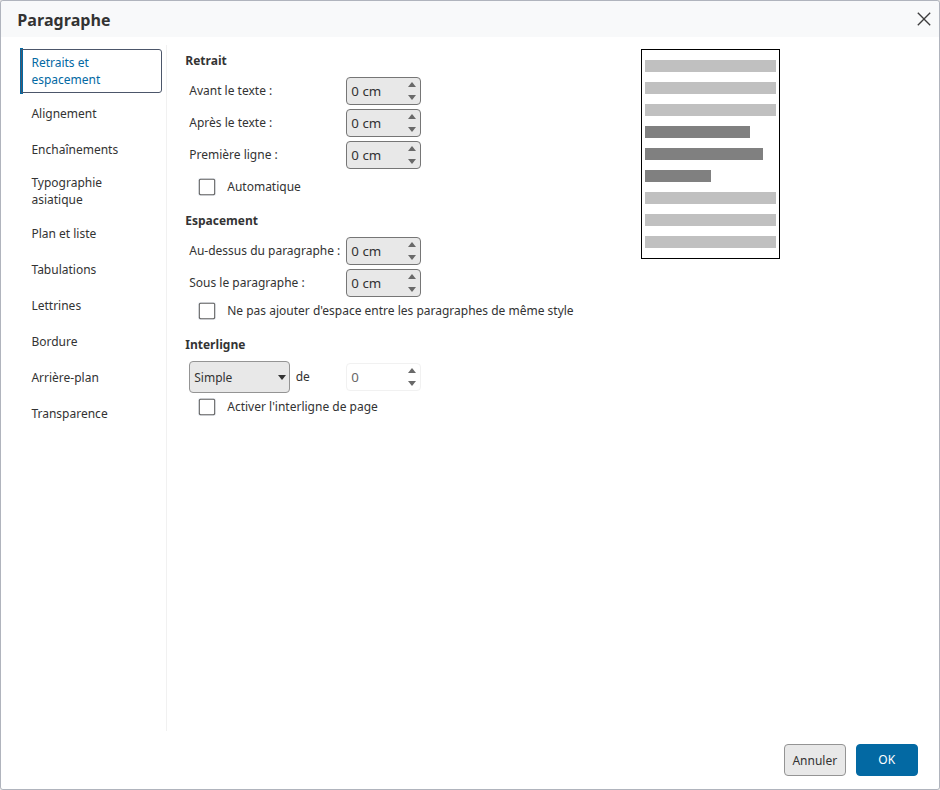 Paragraphe
Retraits et
espacement
Alignement
Enchaînements
Typographie
asiatique
Plan et liste
Tabulations
Lettrines
Bordure
Arrière-plan
Transparence
Retrait
Avant le texte : 0 cm
Après le texte : 0 cm
Première ligne : 0 cm
Automatique
Espacement
Au-dessus du paragraphe : 0 cm
Sous le paragraphe : 0 cm
Ne pas ajouter d'espace entre les paragraphes de même style
Interligne
Simple de 0
Activer l'interligne de page
Annuler OK